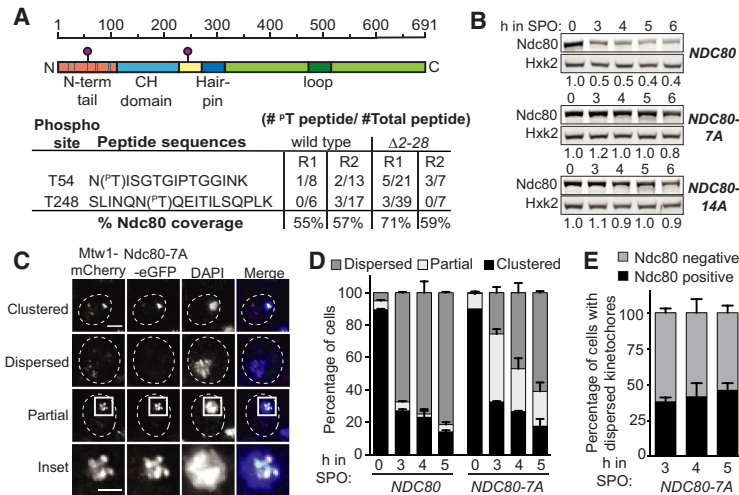 A
1 100 200 300 400 500 600 691
N C
N-term tail CH domain Hair-pin loop
(# ᵖT peptide/ #Total peptide)
Phospho site Peptide sequences wild type Δ2-28
R1 R2 R1 R2
T54 N(ᵖT)ISGTGIPTGGINK 1/8 2/13 5/21 3/7
T248 SLINQN(ᵖT)QEITILSQPLK 0/6 3/17 3/39 0/7
% Ndc80 coverage 55% 57% 71% 59%
B
h in SPO: 0 3 4 5 6
Ndc80
Hxk2
NDC80
1.0 0.5 0.5 0.4 0.4
0 3 4 5 6
Ndc80
Hxk2
NDC80-7A
1.0 1.2 1.0 1.0 0.8
0 3 4 5 6
Ndc80
Hxk2
NDC80-14A
1.0 1.1 0.9 1.0 0.9
C
Mtw1-mCherry Ndc80-7A-eGFP DAPI Merge
Clustered
Dispersed
Partial
Inset
D
Dispersed Partial Clustered
Percentage of cells
100
80
60
40
20
0
h in SPO: 0 3 4 5 0 3 4 5
NDC80 NDC80-7A
E
Ndc80 negative
Ndc80 positive
Percentage of cells with dispersed kinetochores
100
80
60
40
20
0
3 4 5
h in SPO:
NDC80-7A